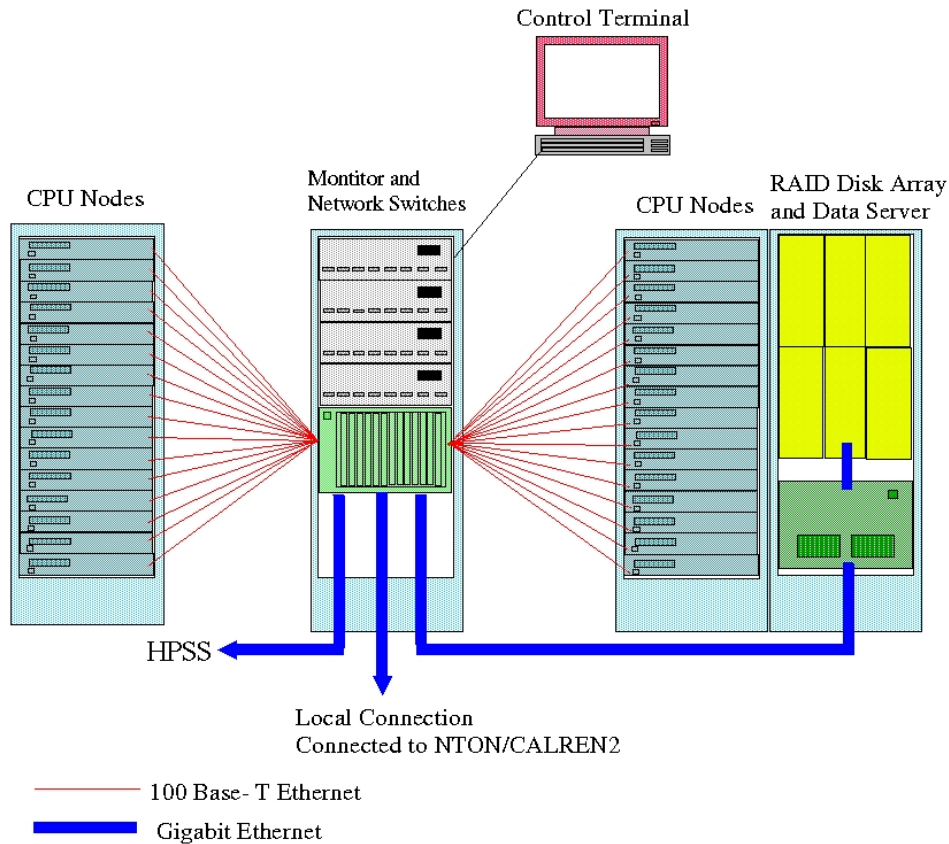 Control Terminal
CPU Nodes
Montitor and
Network Switches
CPU Nodes
RAID Disk Array
and Data Server
HPSS
Local Connection
Connected to NTON/CALREN2
100 Base- T Ethernet
Gigabit Ethernet